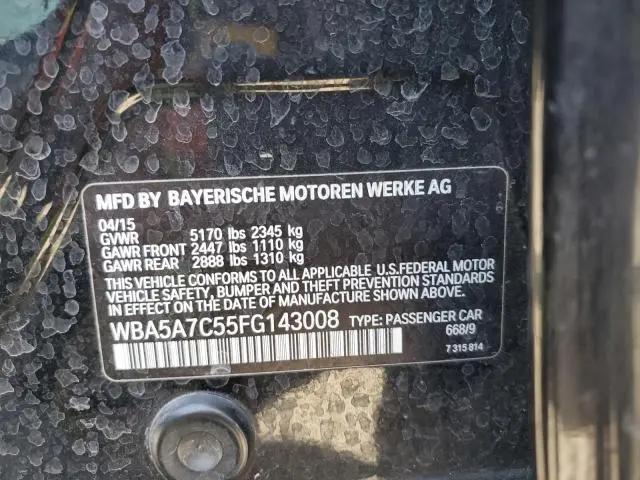 MFD BY BAYERISCHE MOTOREN WERKE AG
04/15
GVWR 5170 lbs 2345 kg
GAWR FRONT 2447 lbs 1110 kg
GAWR REAR 2888 lbs 1310 kg
THIS VEHICLE CONFORMS TO ALL APPLICABLE U.S.FEDERAL MOTOR
VEHICLE SAFETY, BUMPER AND THEFT PREVENTION STANDARDS
IN EFFECT ON THE DATE OF MANUFACTURE SHOWN ABOVE.
WBA5A7C55FG143008 TYPE: PASSENGER CAR
668/9
7 315 814